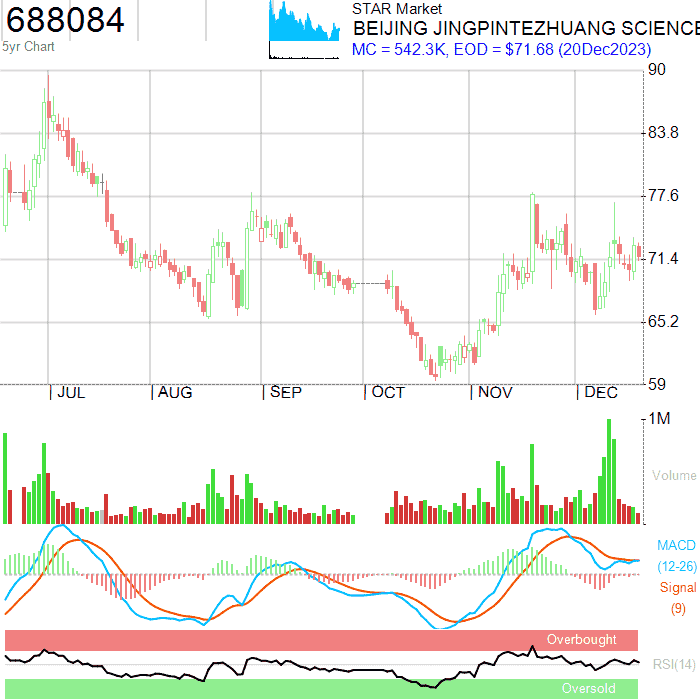 688084
5yr Chart
STAR Market
BEIJING JINGPINTEZHUANG SCIENCE
MC = 542.3K, EOD = $71.68 (20Dec2023)
90
83.8
77.6
71.4
65.2
59
JUL AUG SEP OCT NOV DEC
1M
Volume
MACD
(12-26)
Signal
(9)
Overbought
RSI(14)
Oversold